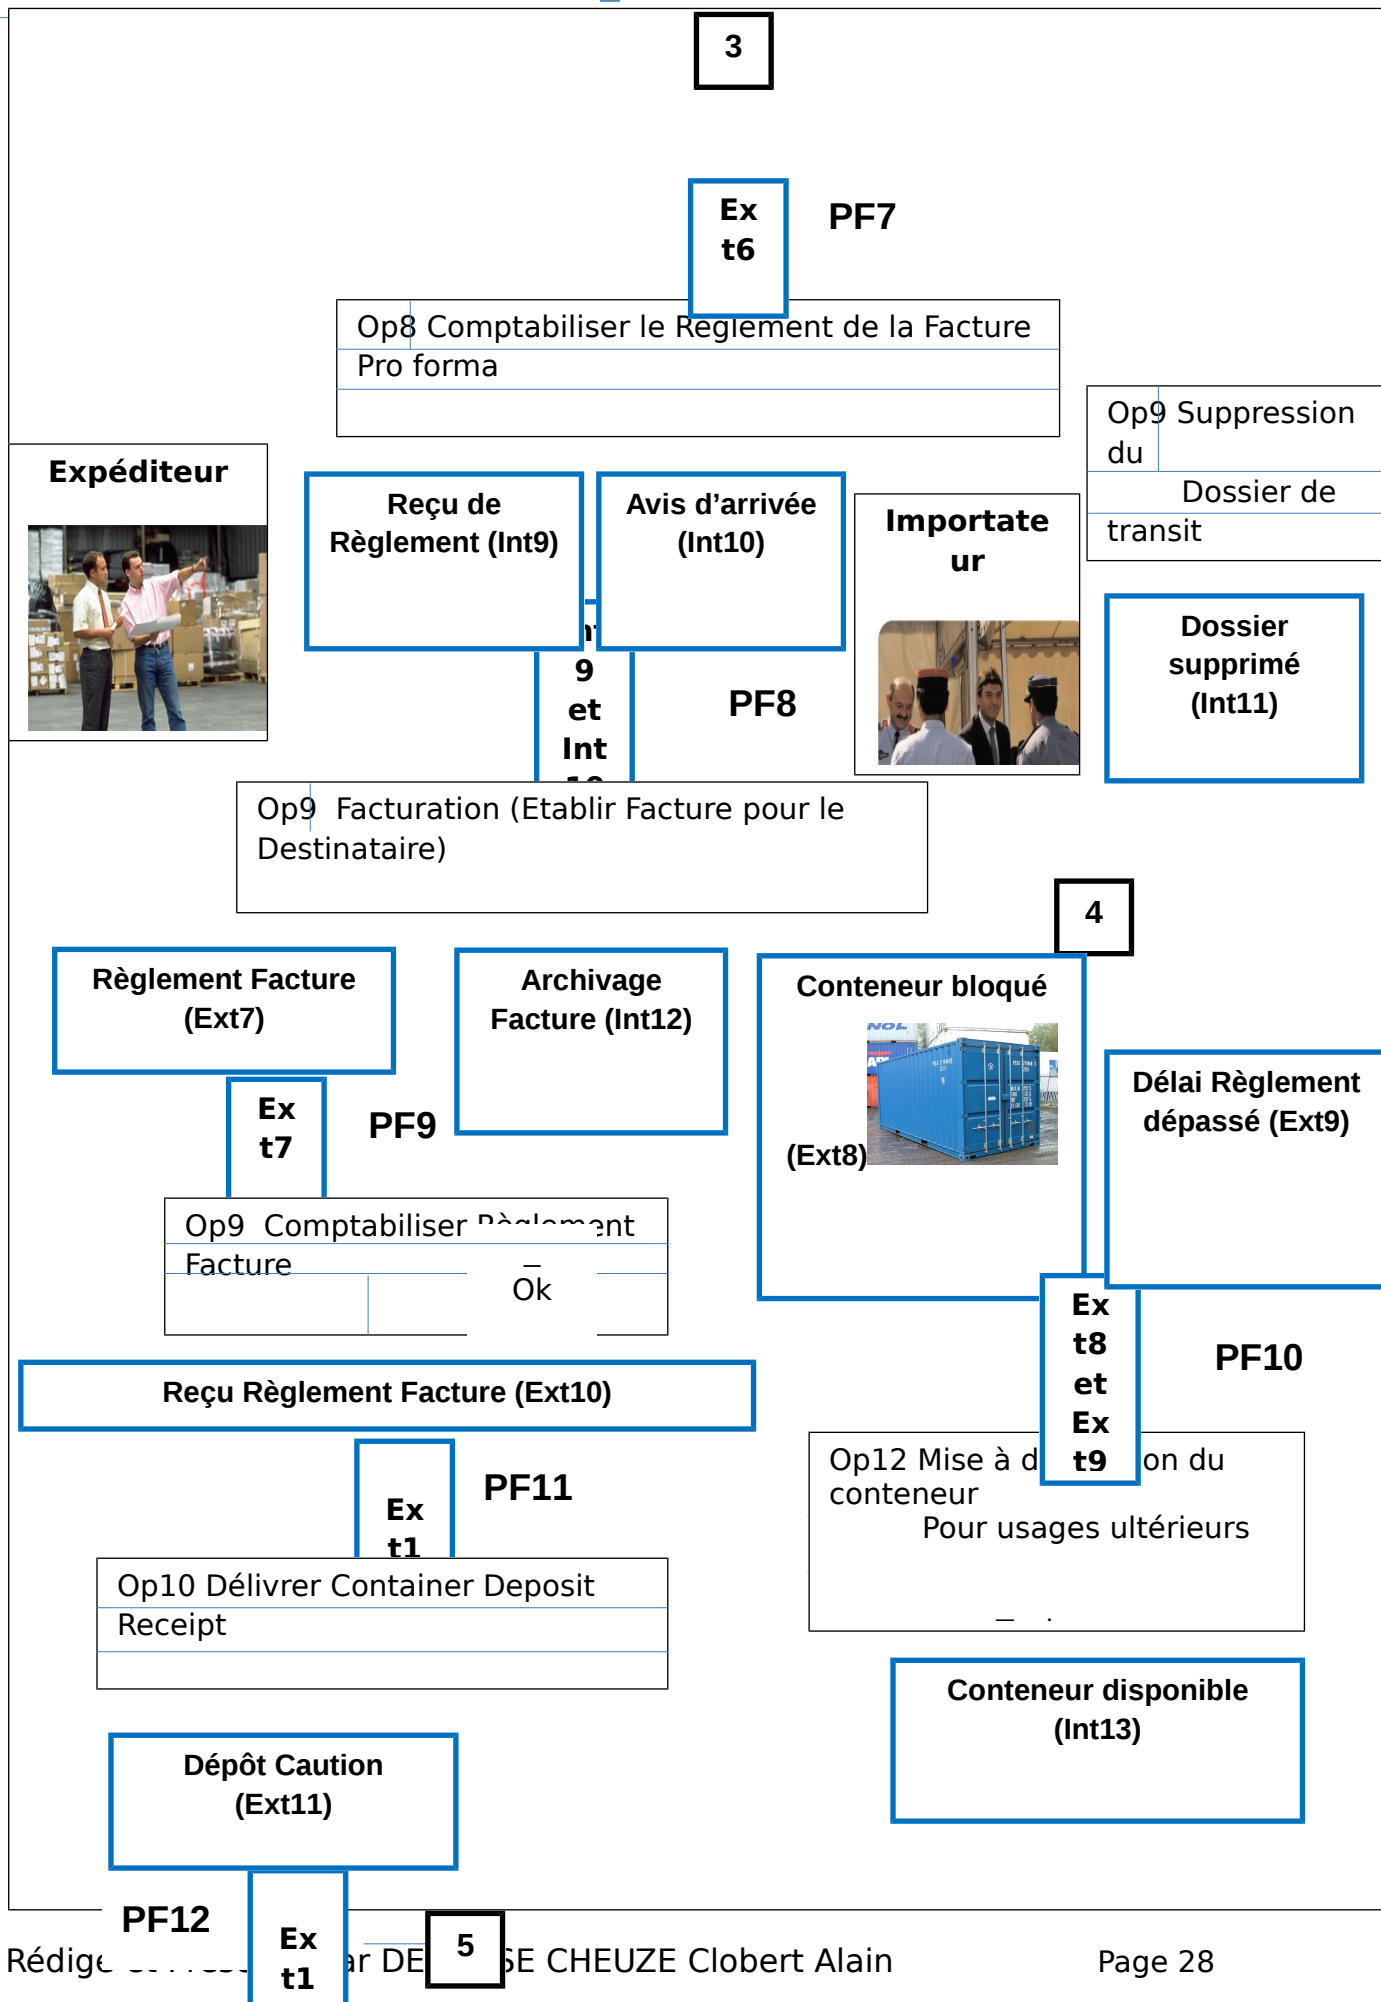 3
Ex
t6
PF7
Op8 Comptabiliser le Règlement de la Facture
Pro forma
Op9 Suppression
du
Dossier de
transit
Expéditeur
Reçu de
Règlement (Int9)
Avis d’arrivée
(Int10)
Importate
ur
Dossier
supprimé
(Int11)
9
et
Int
PF8
Op9 Facturation (Etablir Facture pour le
Destinataire)
4
Règlement Facture
(Ext7)
Archivage
Facture (Int12)
Conteneur bloqué
(Ext8)
Délai Règlement
dépassé (Ext9)
Ex
t7
PF9
Op9 Comptabiliser Règlement
Facture
Ok
Ex
t8
et
Ex
t9
PF10
Reçu Règlement Facture (Ext10)
Ex
t1
PF11
Op12 Mise à on du
conteneur
Pour usages ultérieurs
Op10 Délivrer Container Deposit
Receipt
Conteneur disponible
(Int13)
Dépôt Caution
(Ext11)
PF12
Ex
t1
5
CHEUZE Clobert Alain
Page 28